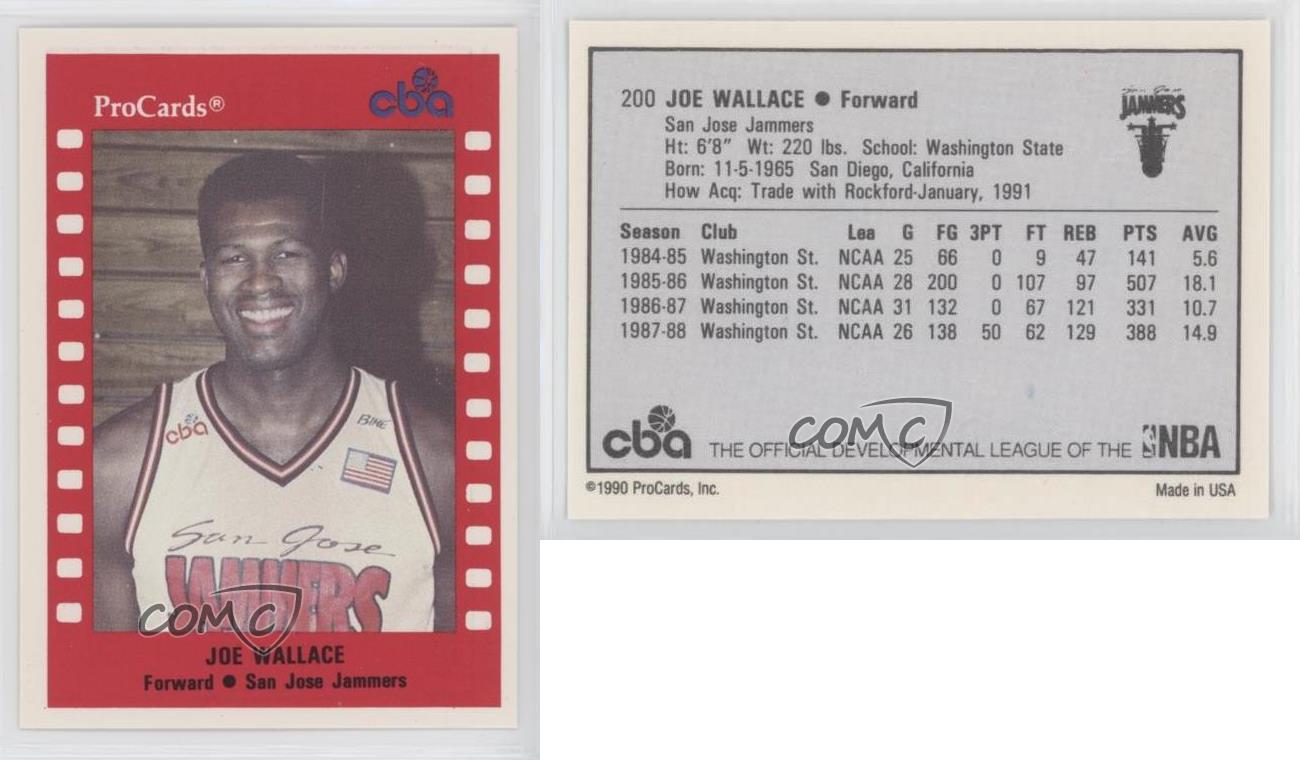 ProCards®
cba
cba
BIKE
San Jose
JAMMERS
COMC
JOE WALLACE
Forward ● San Jose Jammers
200 JOE WALLACE ● Forward
San Jose Jammers
Ht: 6'8" Wt: 220 lbs. School: Washington State
Born: 11-5-1965 San Diego, California
How Acq: Trade with Rockford-January, 1991
San Jose
JAMMERS
Season Club Lea G FG 3PT FT REB PTS AVG
1984-85 Washington St. NCAA 25 66 0 9 47 141 5.6
1985-86 Washington St. NCAA 28 200 0 107 97 507 18.1
1986-87 Washington St. NCAA 31 132 0 67 121 331 10.7
1987-88 Washington St. NCAA 26 138 50 62 129 388 14.9
COMC
cba THE OFFICIAL DEVELOPMENTAL LEAGUE OF THE NBA
©1990 ProCards, Inc. Made in USA